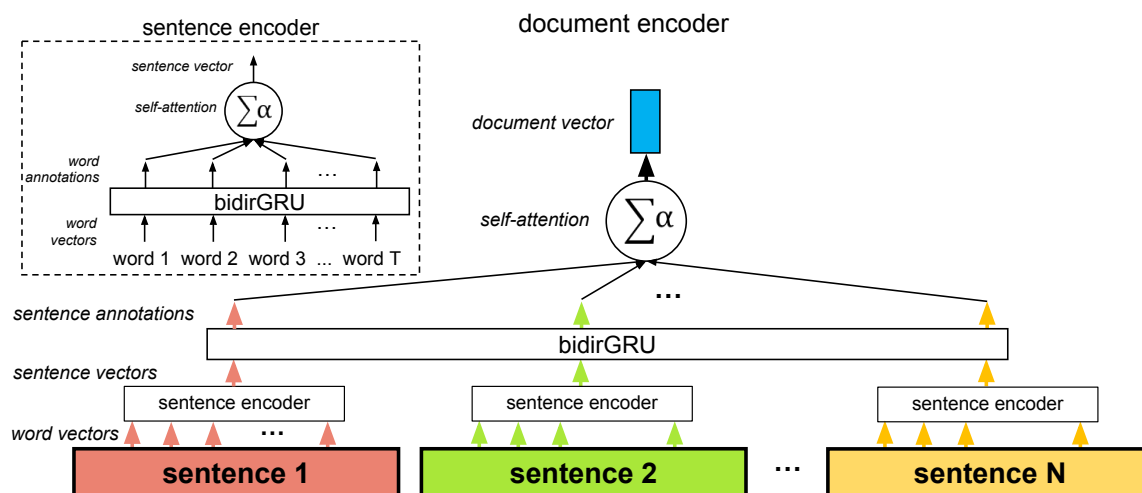 sentence encoder
document encoder
sentence vector
self-attention
∑α
word
annotations
...
bidirGRU
word
vectors
...
word 1 word 2 word 3 ... word T
document vector
self-attention
∑α
...
sentence annotations
bidirGRU
sentence vectors
sentence encoder sentence encoder sentence encoder
word vectors
...
sentence 1 sentence 2 ... sentence N